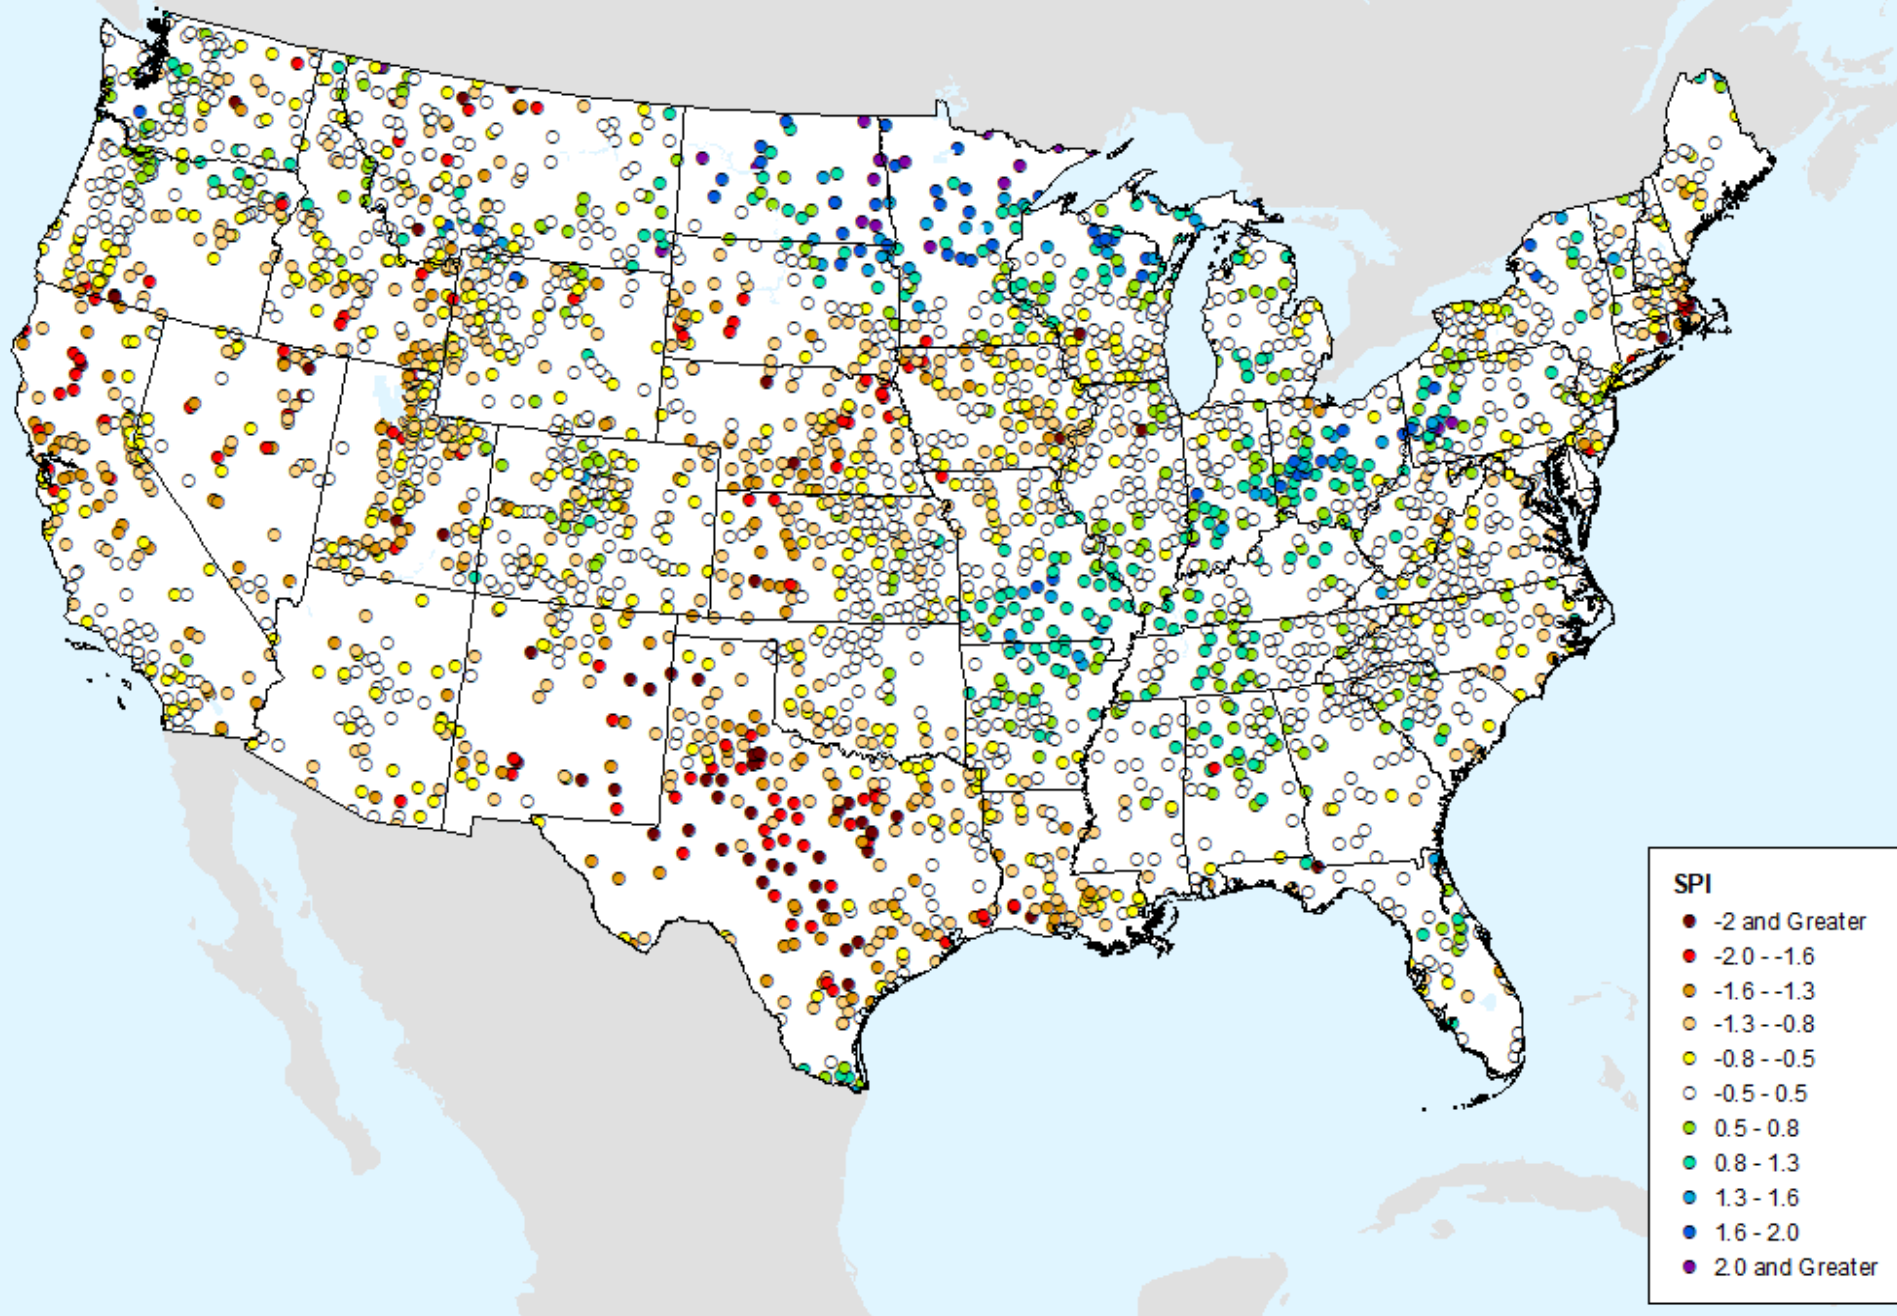 SPI
-2 and Greater
-2.0 - -1.6
-1.6 - -1.3
-1.3 - -0.8
-0.8 - -0.5
-0.5 - 0.5
0.5 - 0.8
0.8 - 1.3
1.3 - 1.6
1.6 - 2.0
2.0 and Greater